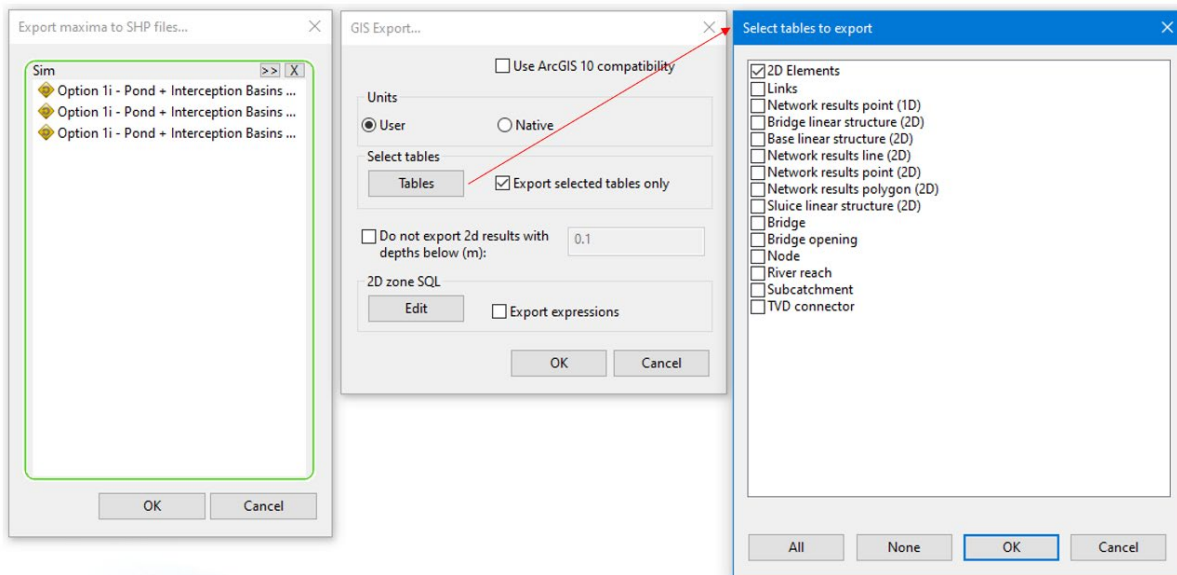 Export maxima to SHP files...
Sim
>> X
Option 1i - Pond + Interception Basins ...
Option 1i - Pond + Interception Basins ...
Option 1i - Pond + Interception Basins ...
OK
Cancel
GIS Export...
Use ArcGIS 10 compatibility
Units
User
Native
Select tables
Tables
Export selected tables only
Do not export 2d results with
depths below (m):
0.1
2D zone SQL
Edit
Export expressions
OK
Cancel
Select tables to export
2D Elements
Links
Network results point (1D)
Bridge linear structure (2D)
Base linear structure (2D)
Network results line (2D)
Network results point (2D)
Network results polygon (2D)
Sluice linear structure (2D)
Bridge
Bridge opening
Node
River reach
Subcatchment
TVD connector
All
None
OK
Cancel